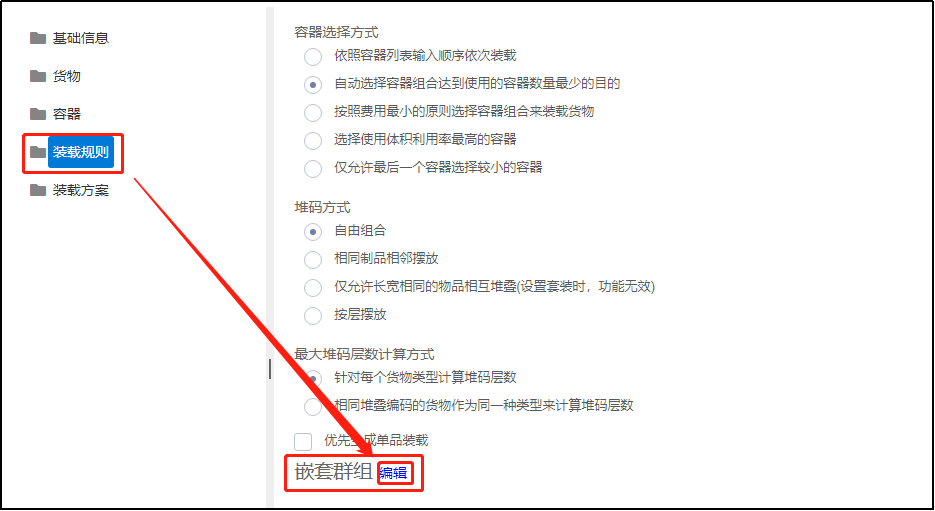 基础信息
货物
容器
装载规则
装载方案
容器选择方式
依照容器列表输入顺序依次装载
自动选择容器组合达到使用的容器数量最少的目的
按照费用最小的原则选择容器组合来装载货物
选择使用体积利用率最高的容器
仅允许最后一个容器选择较小的容器
堆码方式
自由组合
相同制品相邻摆放
仅允许长宽相同的物品相互堆叠(设置套装时，功能无效)
按层摆放
最大堆码层数计算方式
针对每个货物类型计算堆码层数
相同堆叠编码的货物作为同一种类型来计算堆码层数
优先生成单品装载
嵌套群组 编辑